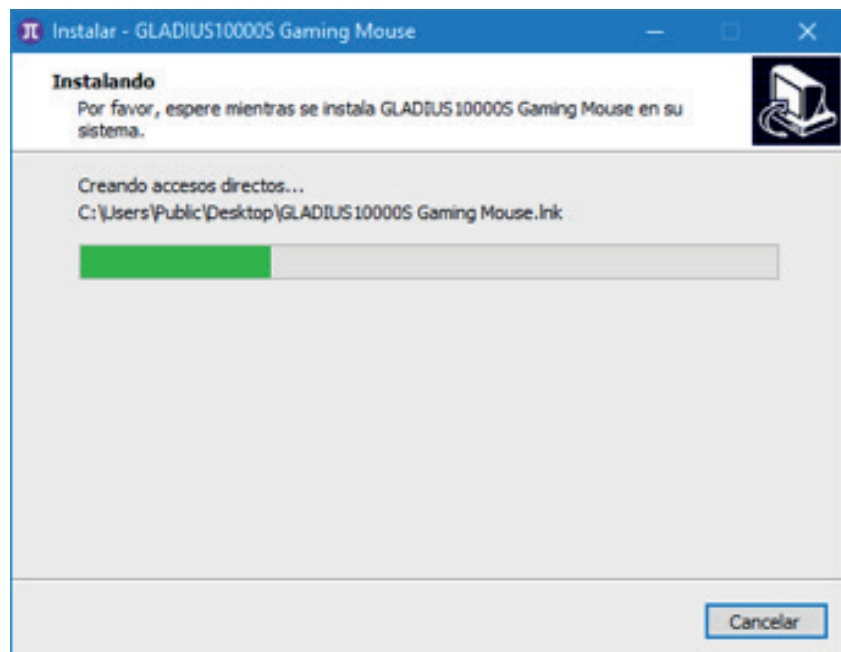 π Instalar - GLADIUS10000S Gaming Mouse
Instalando
Por favor, espere mientras se instala GLADIUS10000S Gaming Mouse en su
sistema.
Creando accesos directos...
C:\Users\Public\Desktop\GLADIUS10000S Gaming Mouse.lnk
Cancelar